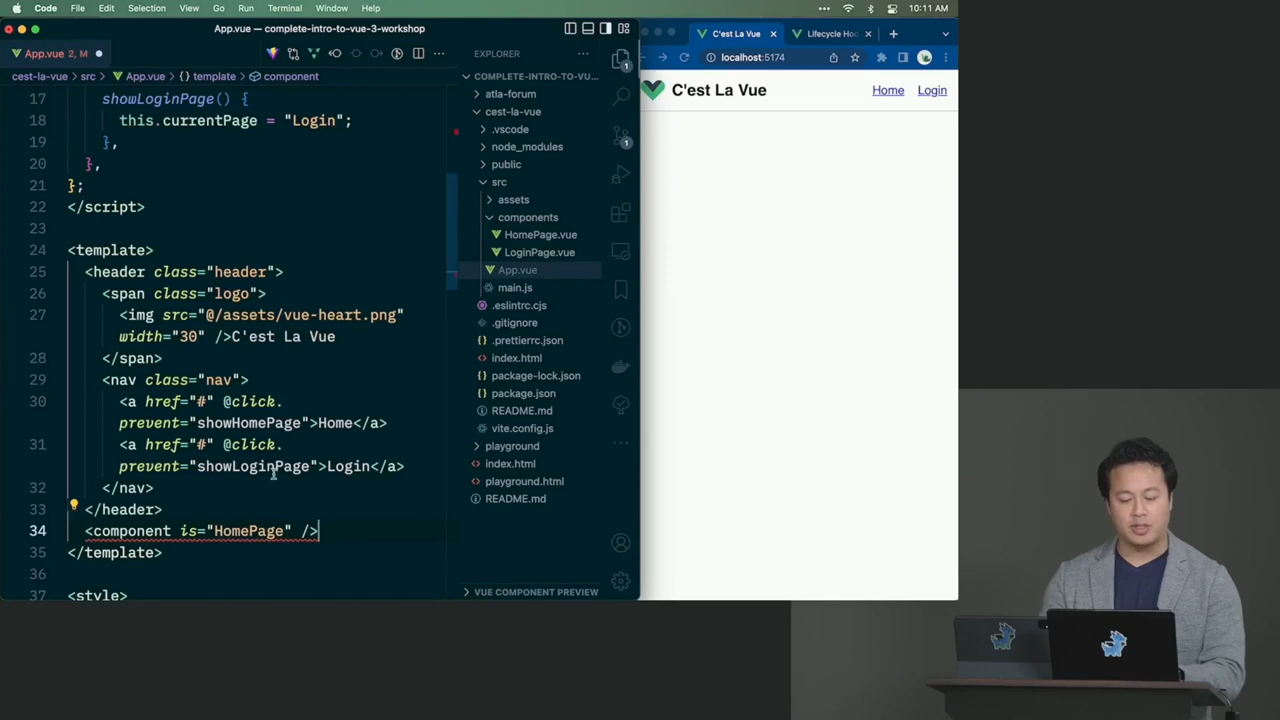 Code File Edit Selection View Go Run Terminal Window Help ••• 10:11 AM
App.vue — complete-intro-to-vue-3-workshop
App.vue 2, M
cest-la-vue > src > App.vue > {} template > component
17 showLoginPage() {
18 this.currentPage = "Login";
19 },
20 },
21 };
22 </script>
23
24 <template>
25 <header class="header">
26 <span class="logo">
27 <img src="@/assets/vue-heart.png"
width="30" />C'est La Vue
28 </span>
29 <nav class="nav">
30 <a href="#" @click.
prevent="showHomePage">Home</a>
31 <a href="#" @click.
prevent="showLoginPage">Login</a>
32 </nav>
33 </header>
34 <component is="HomePage" />
35 </template>
36
37 <style>
EXPLORER
COMPLETE-INTRO-TO-VU...
atla-forum
cest-la-vue
.vscode
node_modules
public
src
assets
components
HomePage.vue
LoginPage.vue
App.vue
main.js
.eslintrc.cjs
.gitignore
.prettierrc.json
index.html
package-lock.json
package.json
README.md
vite.config.js
playground
index.html
playground.html
README.md
VUE COMPONENT PREVIEW
1
1
C'est La Vue
Lifecycle Hoo
localhost:5174
C'est La Vue
Home Login